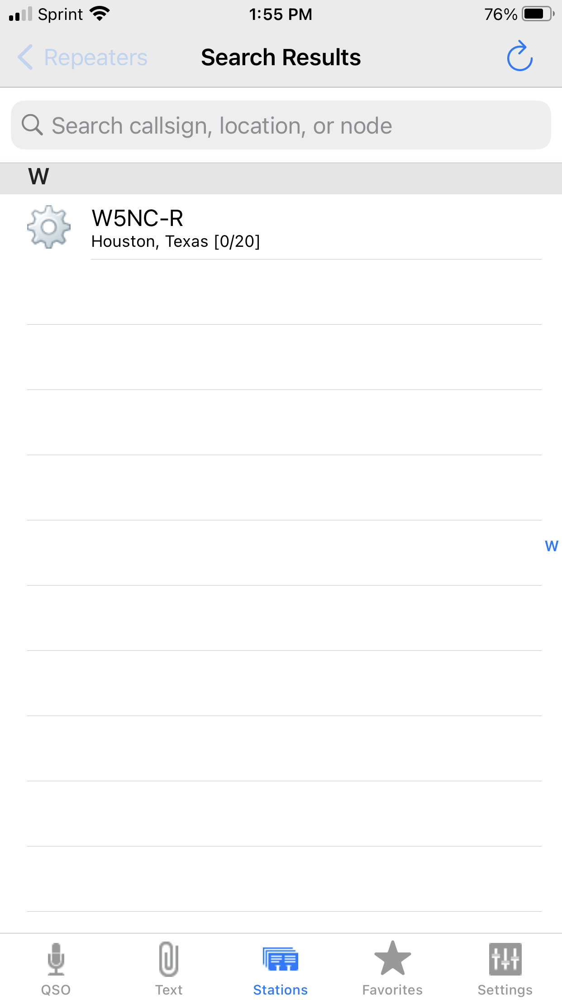 Sprint 1:55 PM 76%
Repeaters Search Results
Search callsign, location, or node
W
W5NC-R
Houston, Texas [0/20]
W
QSO Text Stations Favorites Settings